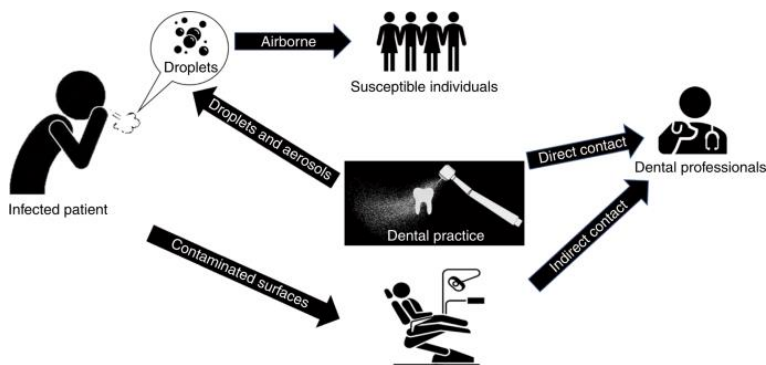 Droplets
Airborne
Susceptible individuals
Infected patient
Droplets and aerosols
Direct contact
Dental professionals
Dental practice
Contaminated surfaces
Indirect contact